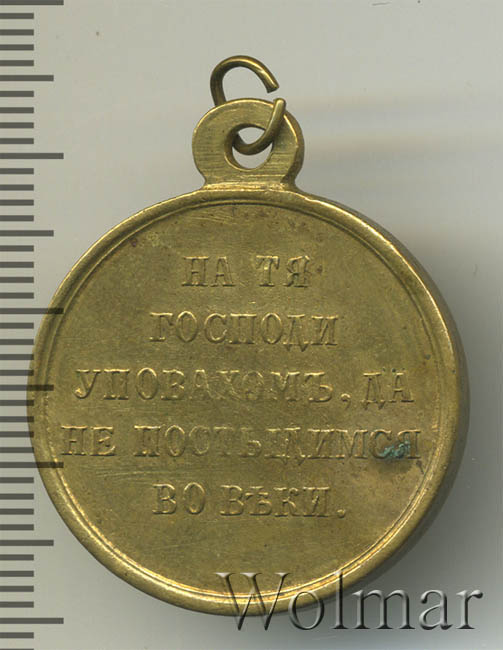 НА ТЯ
ГОСПОДИ
УПОВАХОМЪ, ДА
НЕ ПОСТЫДИМСЯ
ВО ВѢКИ.
Wolmar